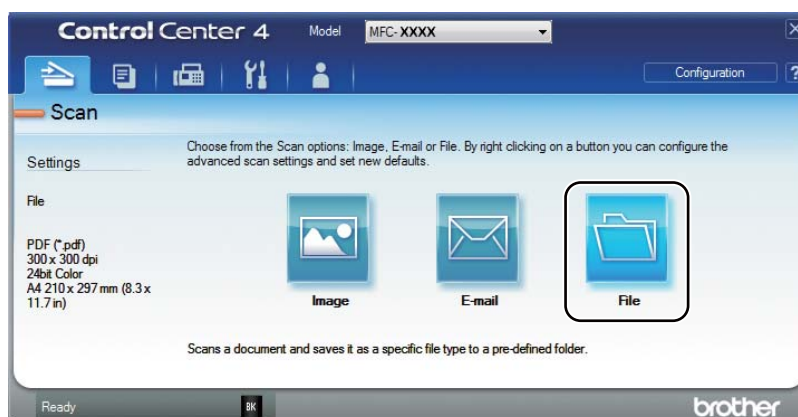 Control Center 4 Model MFC-XXXX
Configuration ?
Scan
Choose from the Scan options: Image, E-mail or File. By right clicking on a button you can configure the
advanced scan settings and set new defaults.
Settings
File
PDF (*.pdf)
300 x 300 dpi
24bit Color
A4 210 x 297 mm (8.3 x
11.7 in)
Image E-mail File
Scans a document and saves it as a specific file type to a pre-defined folder.
Ready BK brother